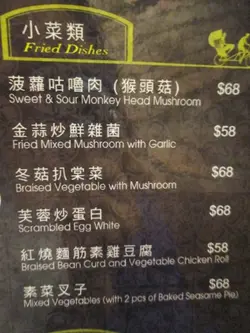 小菜類
Fried Dishes
菠蘿咕嚕肉 (猴頭菇) $68
Sweet & Sour Monkey Head Mushroom
金蒜炒鮮雜菌 $58
Fried Mixed Mushroom with Garlic
冬菇扒棠菜 $68
Braised Vegetable with Mushroom
芙蓉炒蛋白 $68
Scrambled Egg White
紅燒麵筋素雞豆腐 $58
Braised Bean Curd and Vegetable Chicken Roll
素菜叉子 $68
Mixed Vegetables (with 2 pcs of Baked Seasame Pie)